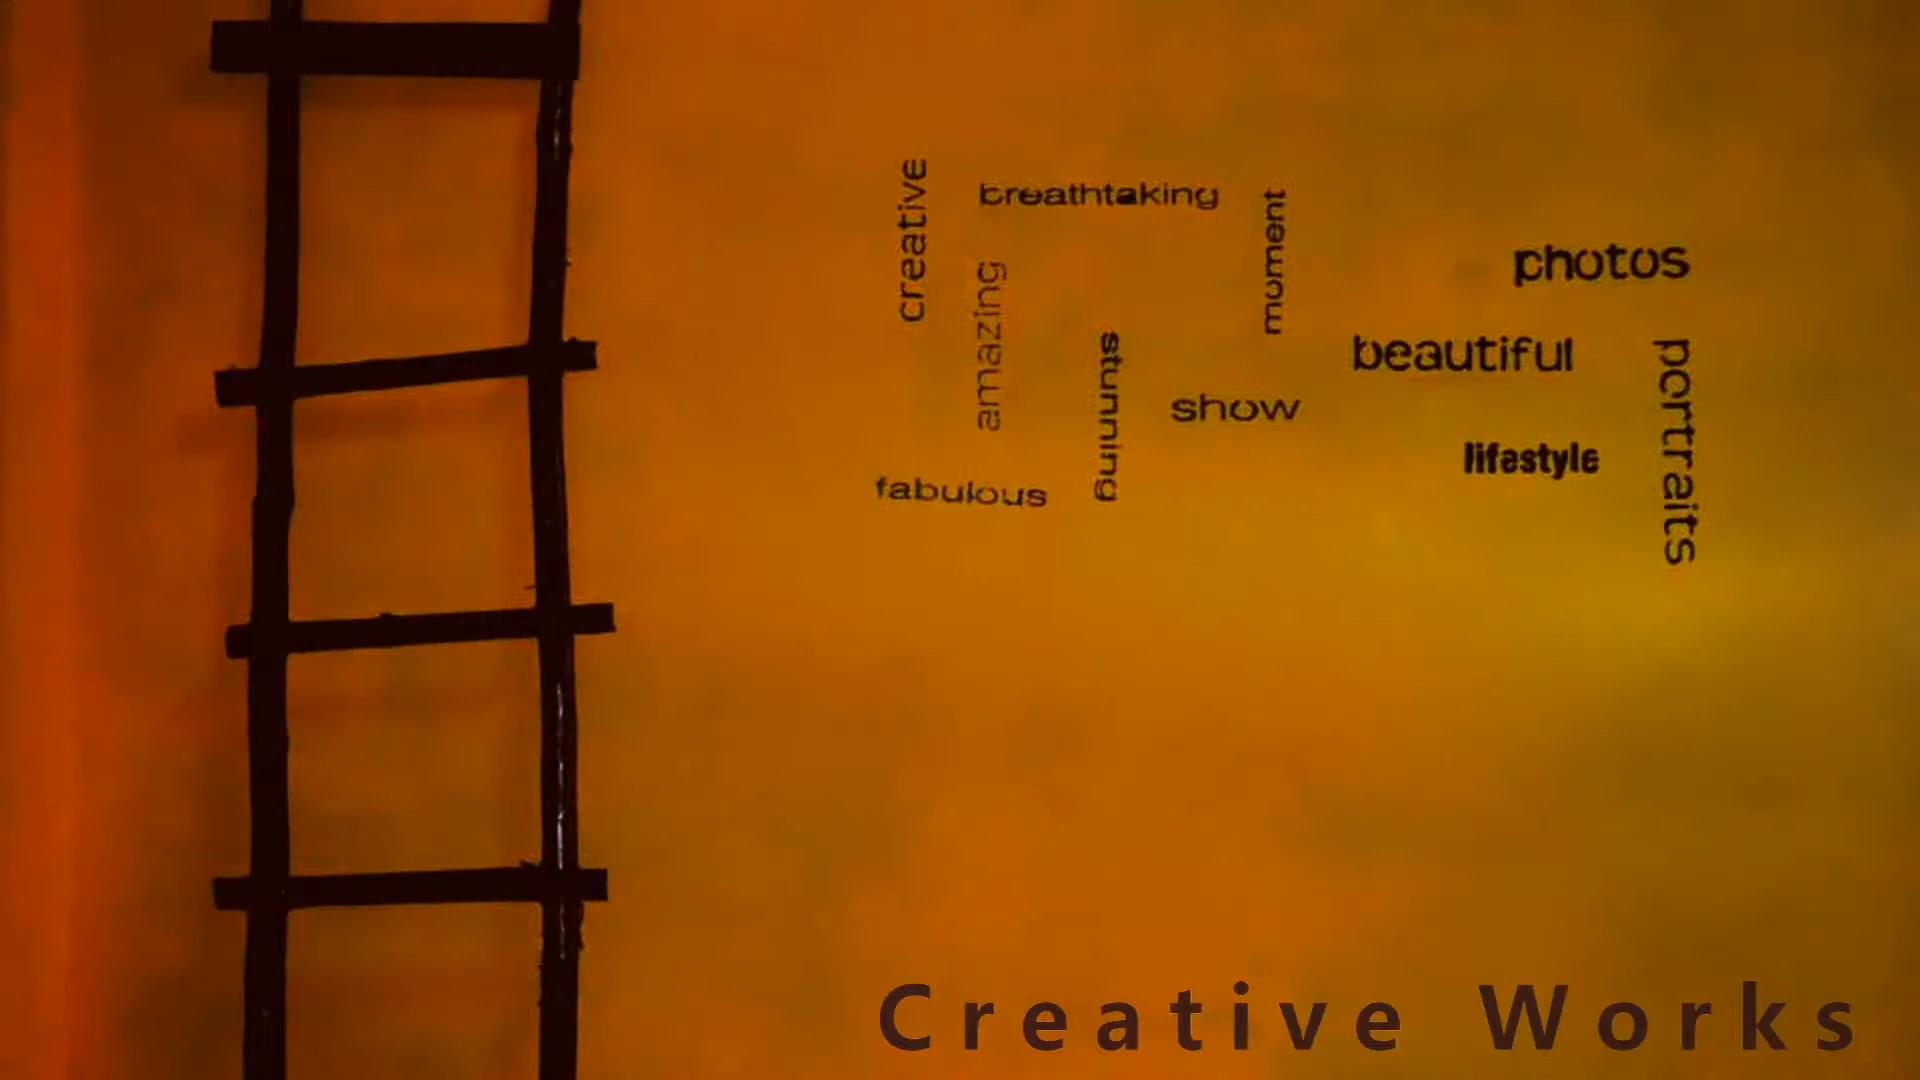 creative
breathtaking
moment
amazing
photos
stunning
beautiful
portraits
show
lifestyle
fabulous
Creative Works